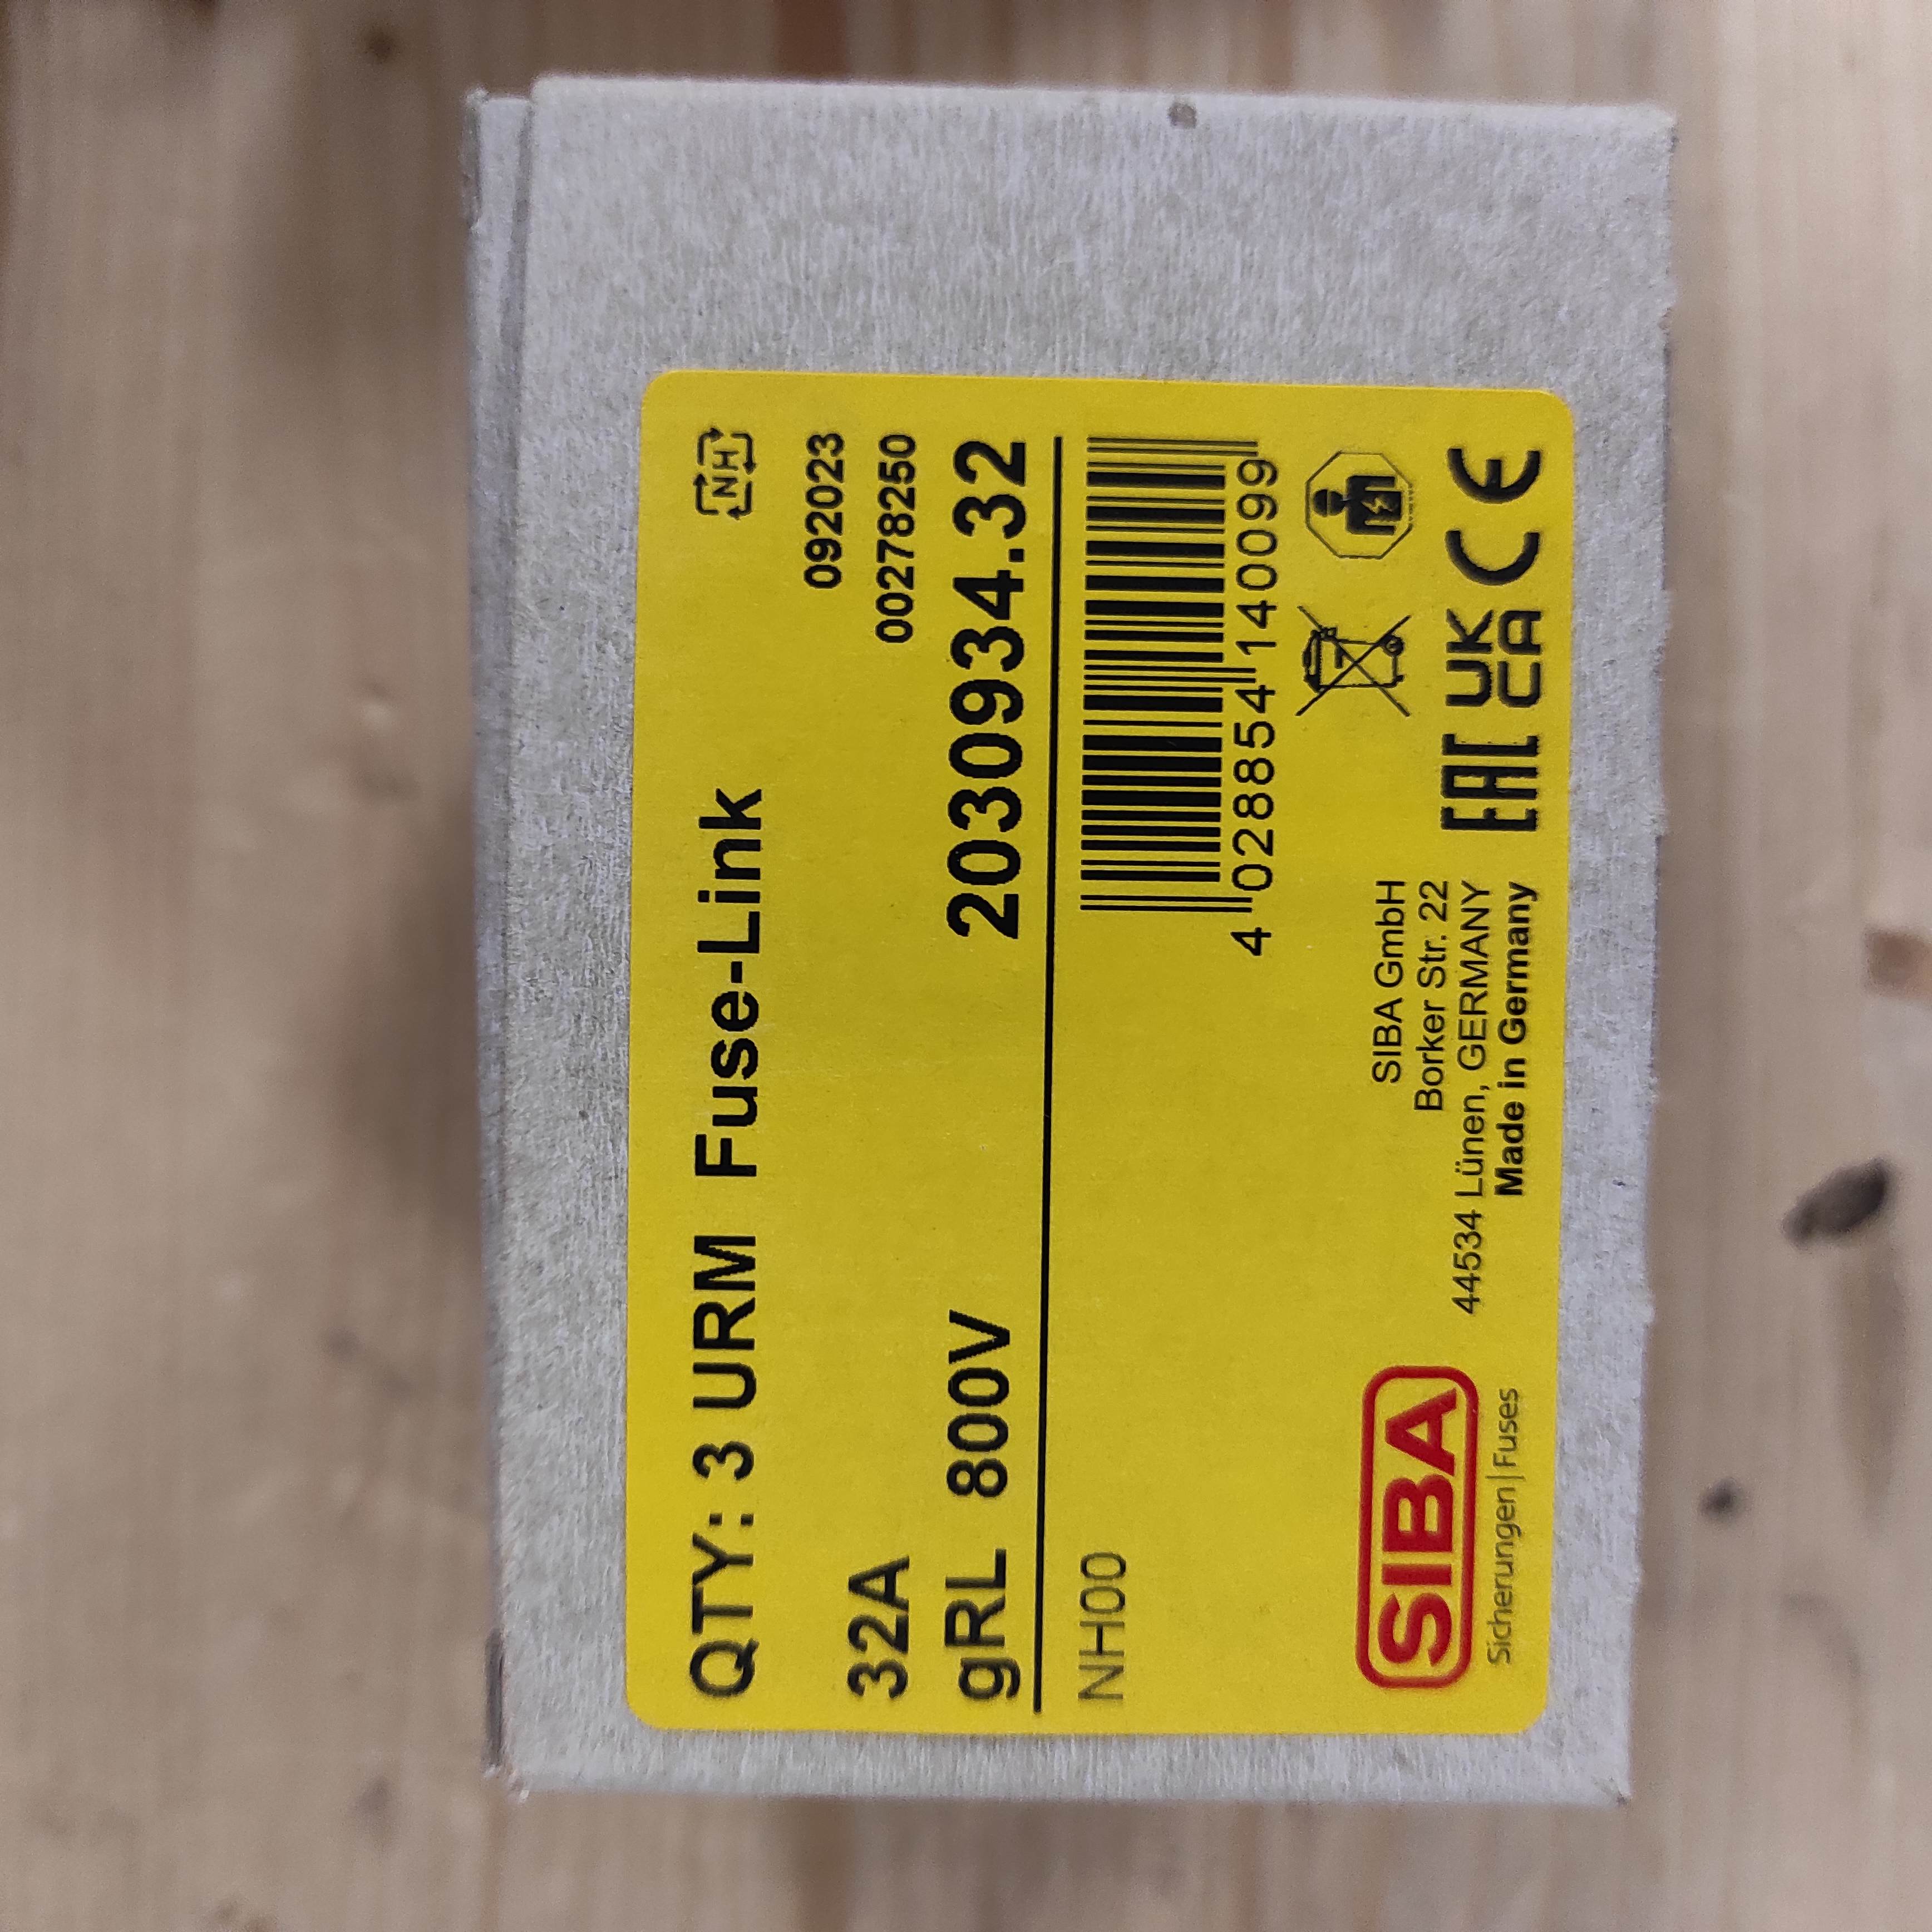 QTY: 3 URM Fuse-Link
NH
092023
32A
00278250
gRL 800V
2030934.32
NH00
4 028854 140099
SIBA
Sicherungen | Fuses
SIBA GmbH
Borker Str. 22
44534 Lünen, GERMANY
Made in Germany
EAC
UK
CA
CE